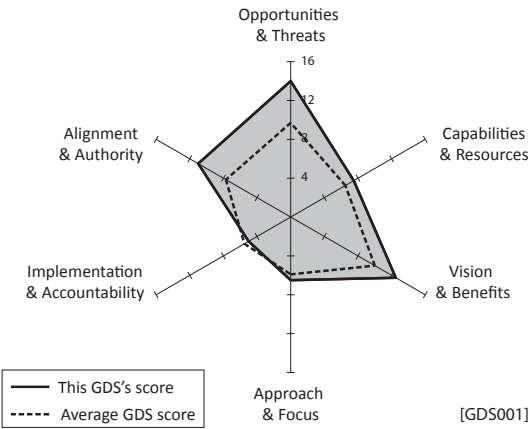 Opportunities
& Threats
16
12
8
4
Alignment
& Authority
Capabilities
& Resources
Implementation
& Accountability
Vision
& Benefits
This GDS's score
Average GDS score
Approach
& Focus
[GDS001]